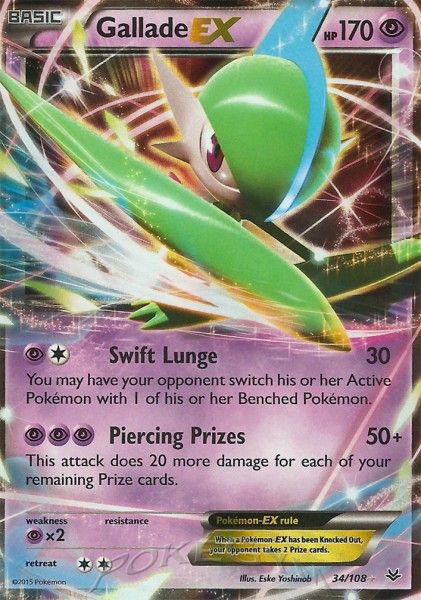 BASIC
Gallade EX HP170
Swift Lunge 30
You may have your opponent switch his or her Active
Pokémon with 1 of his or her Benched Pokémon.
Piercing Prizes 50+
This attack does 20 more damage for each of your
remaining Prize cards.
weakness resistance
×2
Pokémon-EX rule
When a Pokémon-EX has been Knocked Out,
your opponent takes 2 Prize cards.
retreat
©2015 Pokémon Illus. Eske Yoshinob 34/108